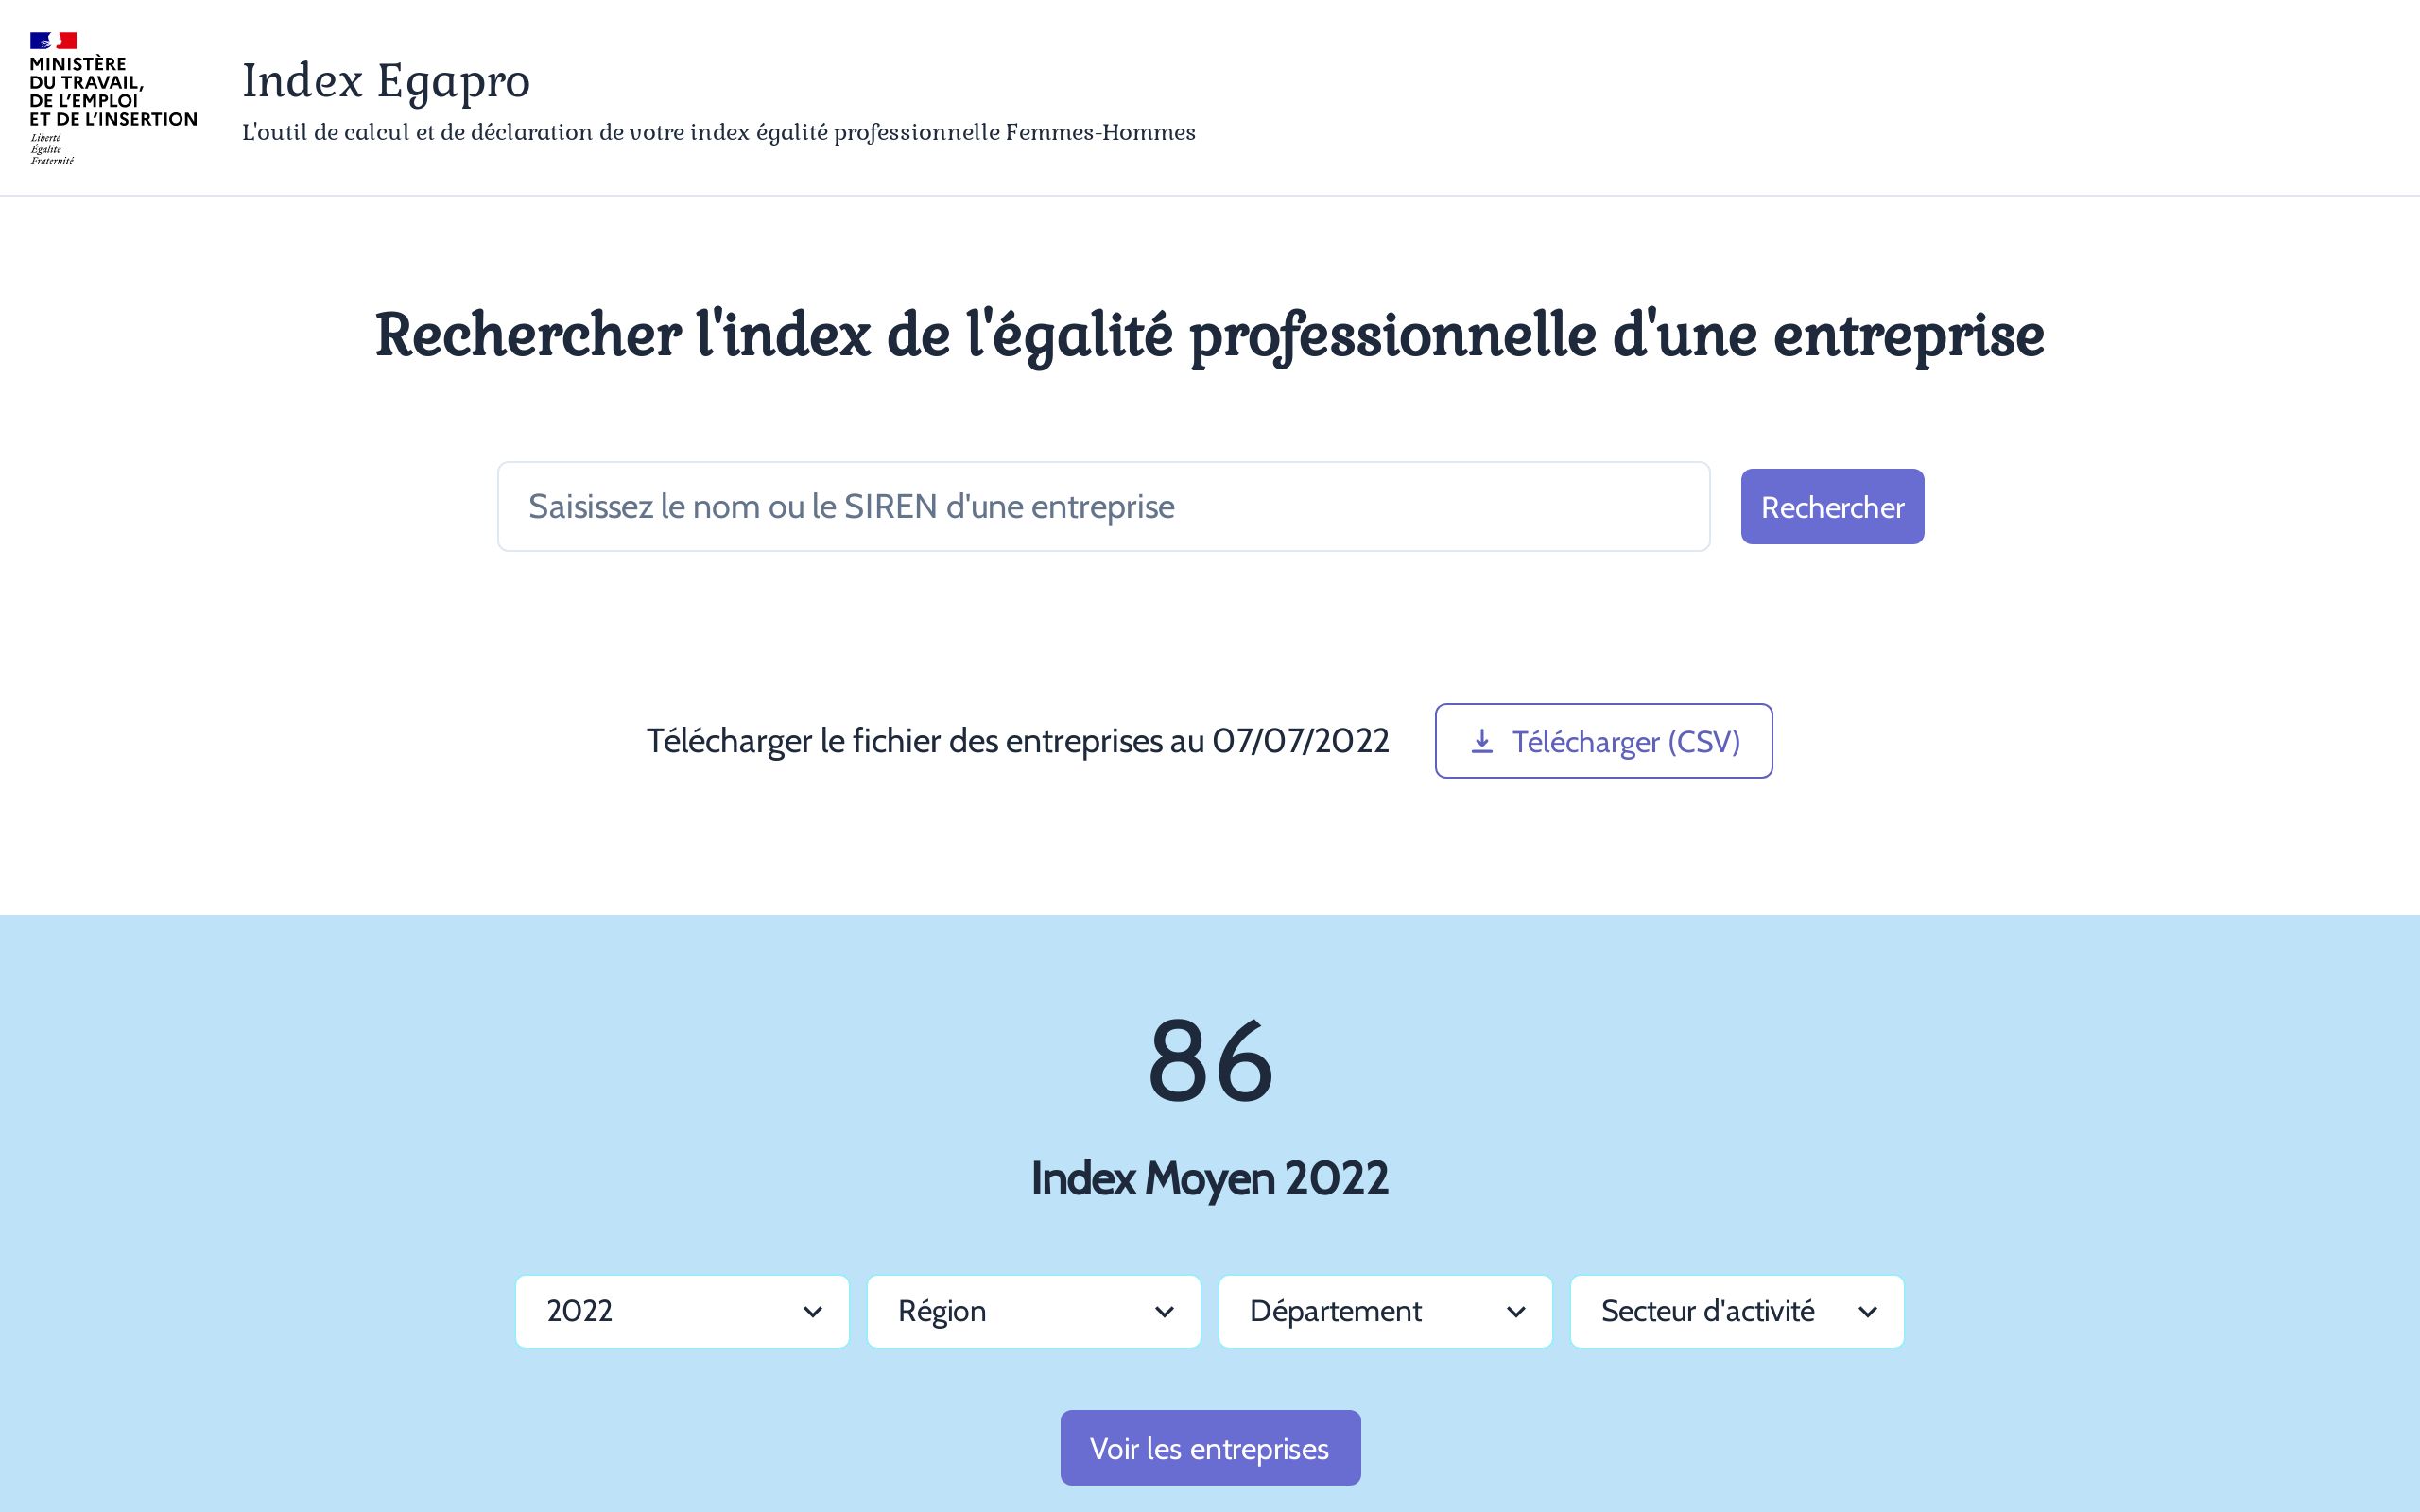 MINISTÈRE
DU TRAVAIL,
DE L'EMPLOI
ET DE L'INSERTION
Liberté
Égalité
Fraternité
Index Egapro
L'outil de calcul et de déclaration de votre index égalité professionnelle Femmes-Hommes
Rechercher l'index de l'égalité professionnelle d'une entreprise
Saisissez le nom ou le SIREN d'une entreprise
Rechercher
Télécharger le fichier des entreprises au 07/07/2022
Télécharger (CSV)
86
Index Moyen 2022
2022
Région
Département
Secteur d'activité
Voir les entreprises